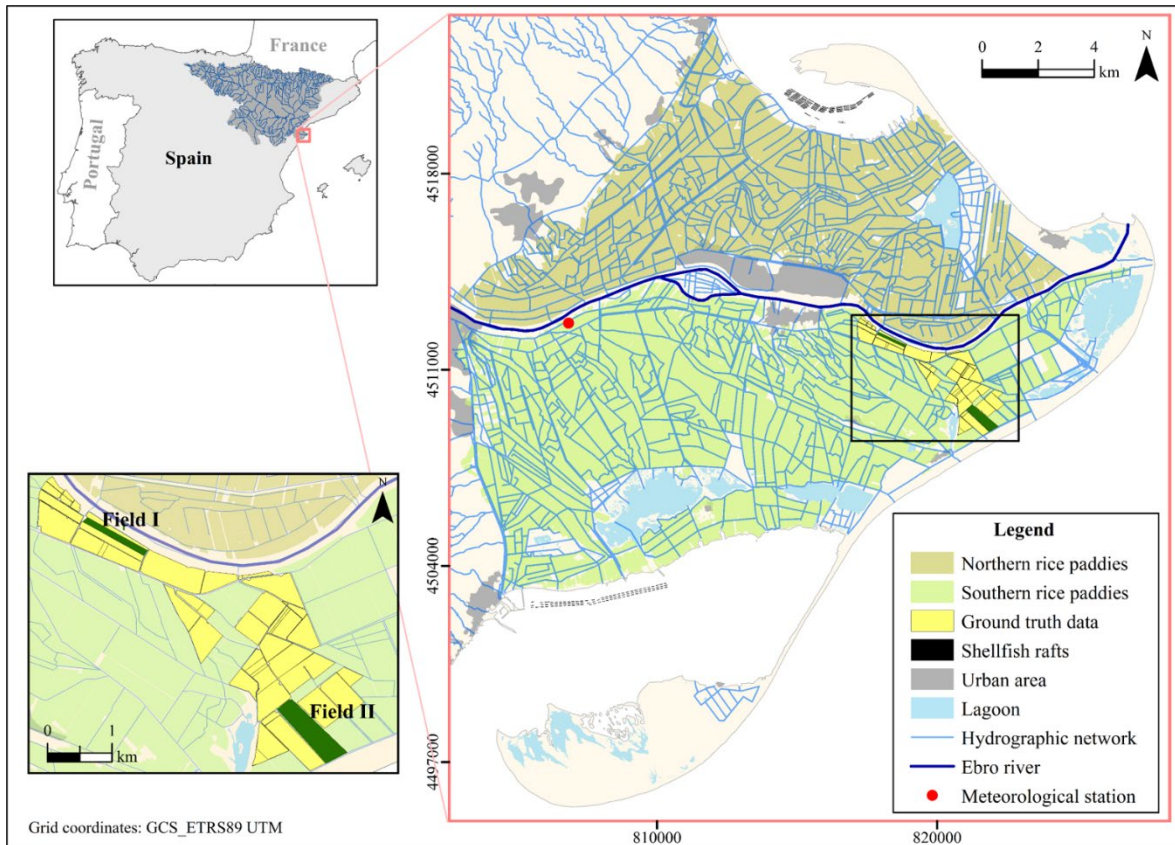 France
Portugal
Spain
0 2 4
km
N
4518000
4511000
4504000
4497000
810000
820000
N
Field I
Field II
0 1
km
Legend
Northern rice paddies
Southern rice paddies
Ground truth data
Shellfish rafts
Urban area
Lagoon
Hydrographic network
Ebro river
Meteorological station
Grid coordinates: GCS_ETRS89 UTM